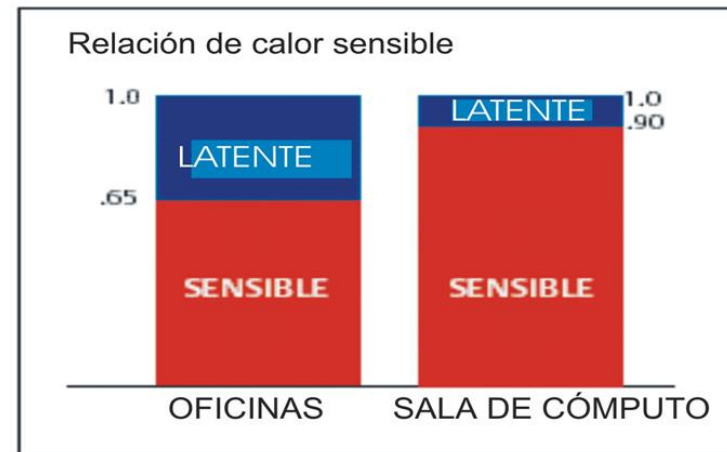 Relación de calor sensible
1.0
LATENTE
.65
SENSIBLE
OFICINAS
LATENTE
1.0
.90
SENSIBLE
SALA DE CÓMPUTO